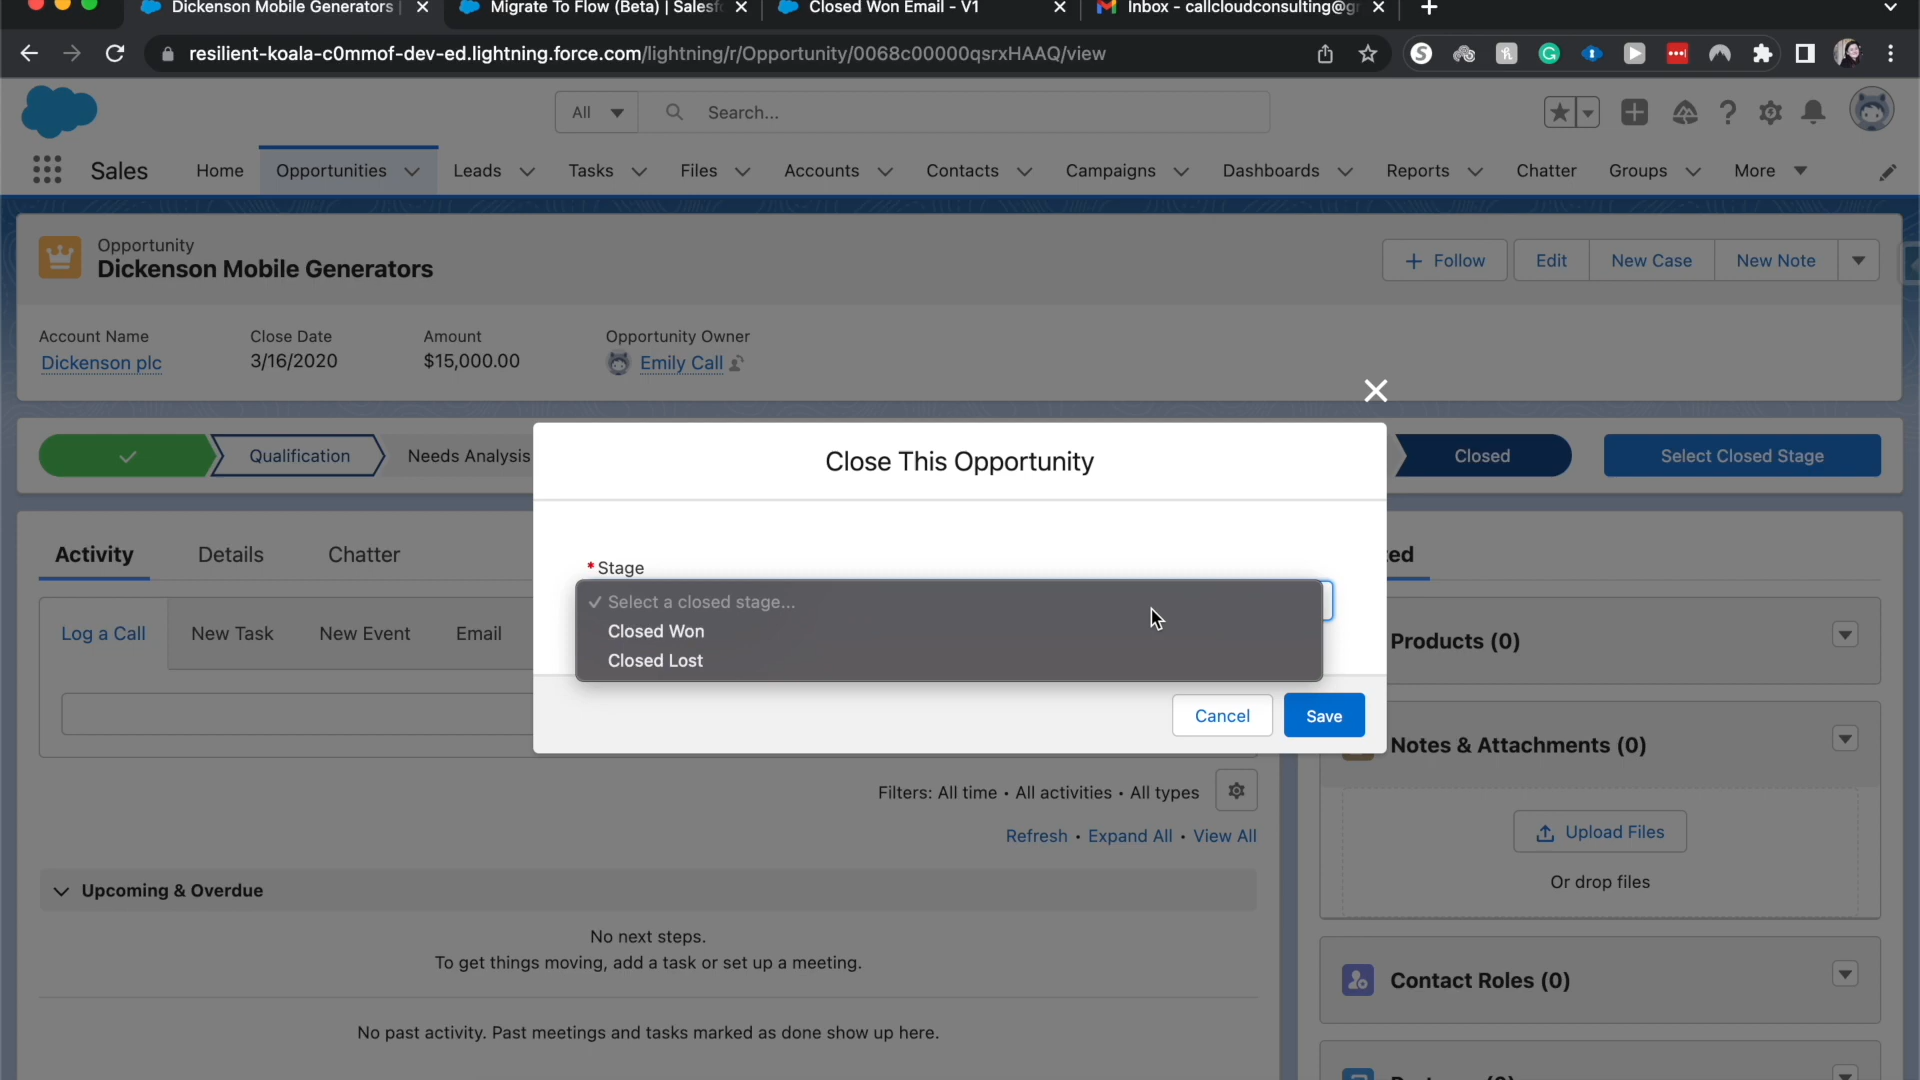 Dickenson Mobile Generators
Migrate To Flow (Beta) | Salesf
Closed Won Email - V1
Inbox - callcloudconsulting@g
resilient-koala-c0mmof-dev-ed.lightning.force.com/lightning/r/Opportunity/0068c00000qsrxHAAQ/view
All
Search...
Sales
Home
Opportunities
Leads
Tasks
Files
Accounts
Contacts
Campaigns
Dashboards
Reports
Chatter
Groups
More
Opportunity
Dickenson Mobile Generators
Follow
Edit
New Case
New Note
Account Name
Close Date
Amount
Opportunity Owner
Dickenson plc
3/16/2020
$15,000.00
Emily Call
Qualification
Needs Analysis
Closed
Select Closed Stage
Close This Opportunity
* Stage
Select a closed stage...
Closed Won
Closed Lost
Cancel
Save
Activity
Details
Chatter
Log a Call
New Task
New Event
Email
Filters: All time • All activities • All types
Refresh • Expand All • View All
Upcoming & Overdue
No next steps.
To get things moving, add a task or set up a meeting.
No past activity. Past meetings and tasks marked as done show up here.
ed
Products (0)
Notes & Attachments (0)
Upload Files
Or drop files
Contact Roles (0)